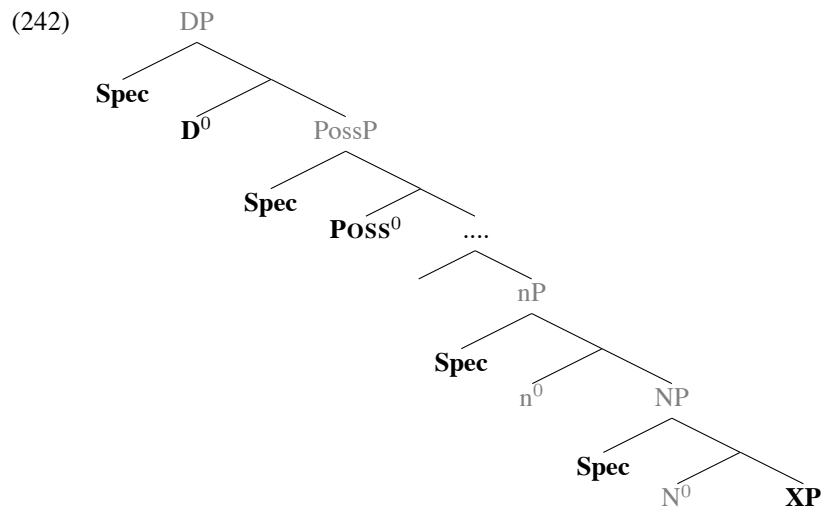 (242) DP
Spec
D⁰ PossP
Spec
POSS⁰ ....
nP
Spec
n⁰ NP
Spec
N⁰ XP